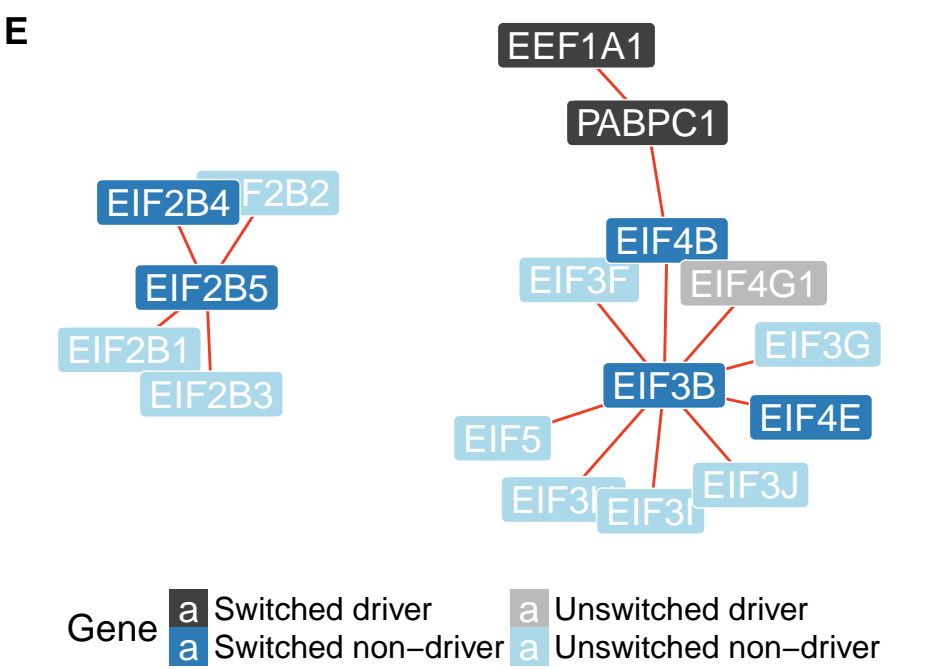 E
EEF1A1
PABPC1
EIF2B4
F2B2
EIF4B
EIF2B5
EIF3F
EIF4G1
EIF2B1
EIF3G
EIF2B3
EIF3B
EIF4E
EIF5
EIF3J
Gene
a Switched driver
a Unswitched driver
a Switched non−driver
a Unswitched non−driver